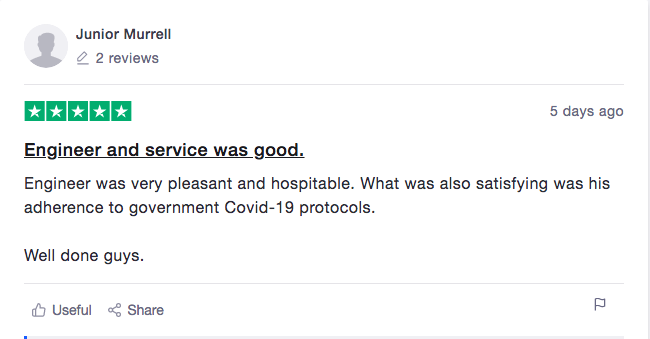 Junior Murrell
2 reviews
5 days ago
Engineer and service was good.
Engineer was very pleasant and hospitable. What was also satisfying was his
adherence to government Covid-19 protocols.
Well done guys.
Useful
Share